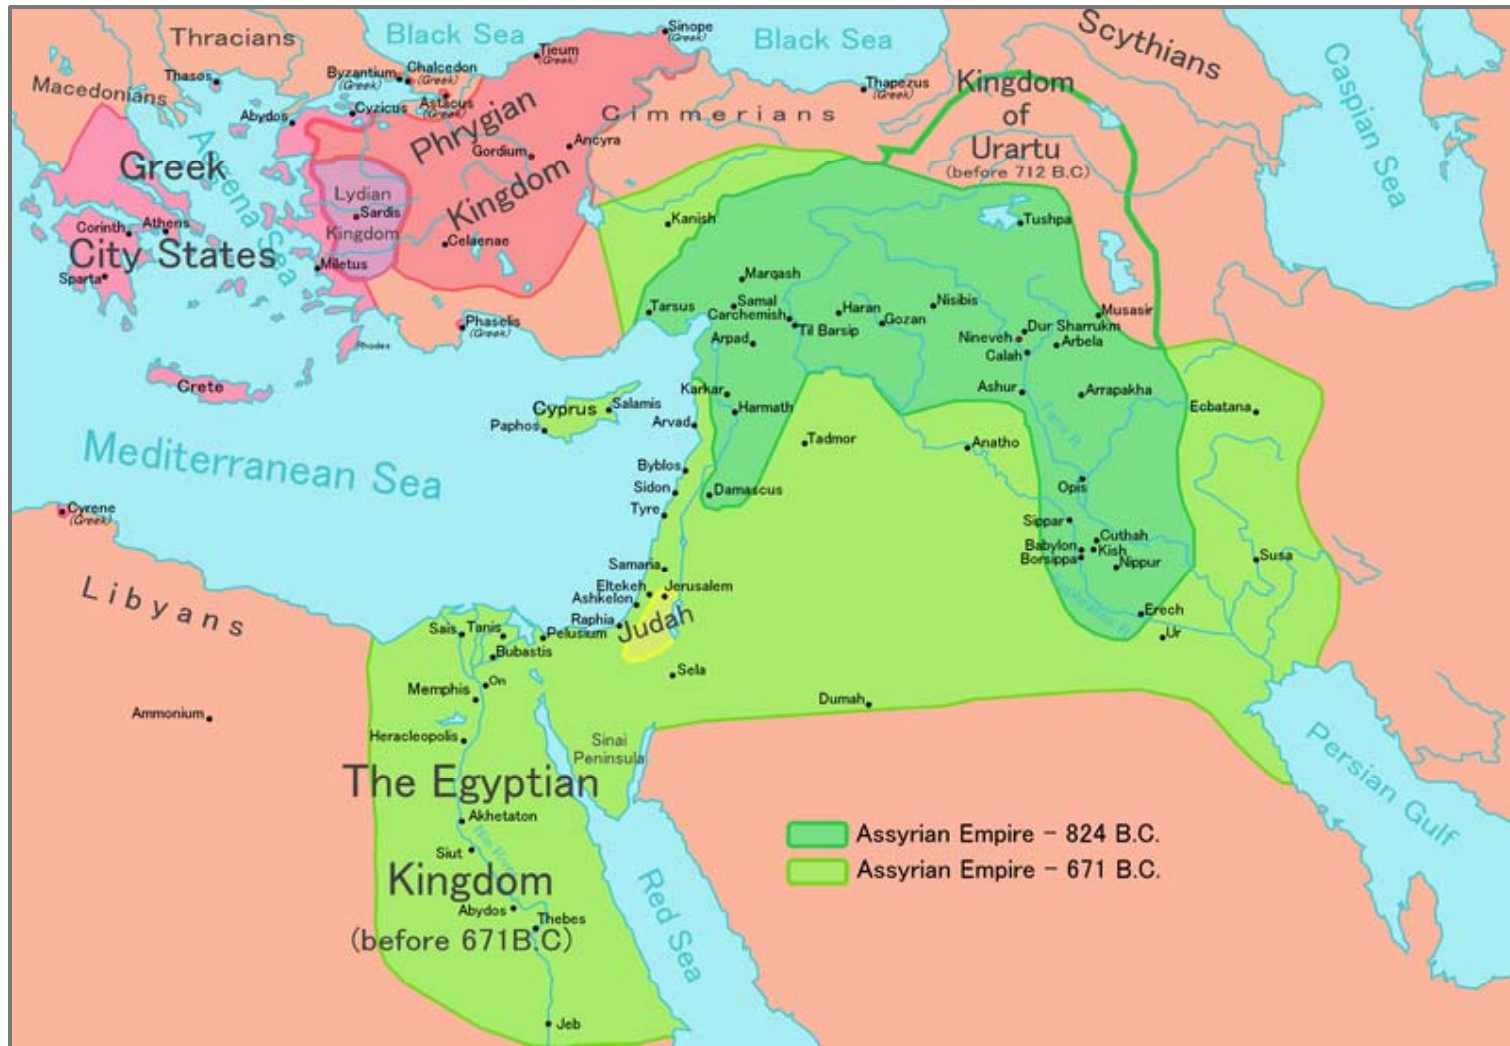 Thracians
Black Sea
Sinope
(Greek)
Black Sea
Scythians
Caspian Sea
Macedonians
Thasos
Byzantium
(Greek)
Chalcedon
(Greek)
Tieum
(Greek)
Astacus
(Greek)
Cyzicus
Abydos
Thapezus
(Greek)
Kingdom
of
Urartu
(before 712 B.C)
Cimmerians
Phrygian
Kingdom
Gordium
Ancyra
Greek
City States
Lydian
Kingdom
Sardis
Celaenae
Miletus
Corinth
Athens
Sparta
Kanish
Tushpa
Marqash
Tarsus
Samal
Carchemish
Til Barsip
Haran
Gozan
Nisibis
Musasir
Dur Sharrukm
Nineveh
Arbela
Calah
Arpad
Phaselis
(Greek)
Rhodes
Grete
Cyprus
Salamis
Paphos
Karkar
Harmath
Arvad
Ashur
Arrapakha
Ecbatana
Tadmor
Anatho
Tigris R.
Mediterranean Sea
Byblos
Sidon
Tyre
Damascus
Opis
Sippar
Cuthah
Babylon
Kish
Borsippa
Nippur
Susa
Cyrene
(Greek)
Libyans
Samaria
Eltekeh
Jerusalem
Ashkelon
Raphia
Judah
Erech
Ur
Sais
Tanis
Pelusium
Bubastis
Sela
On
Memphis
Dumah
Ammonium
Heracleopolis
Sinai
Peninsula
The Egyptian
Kingdom
(before 671B.C)
Akhetaton
Nile River
Siut
Abydos
Thebes
Jeb
Red Sea
Persian Gulf
Assyrian Empire - 824 B.C.
Assyrian Empire - 671 B.C.